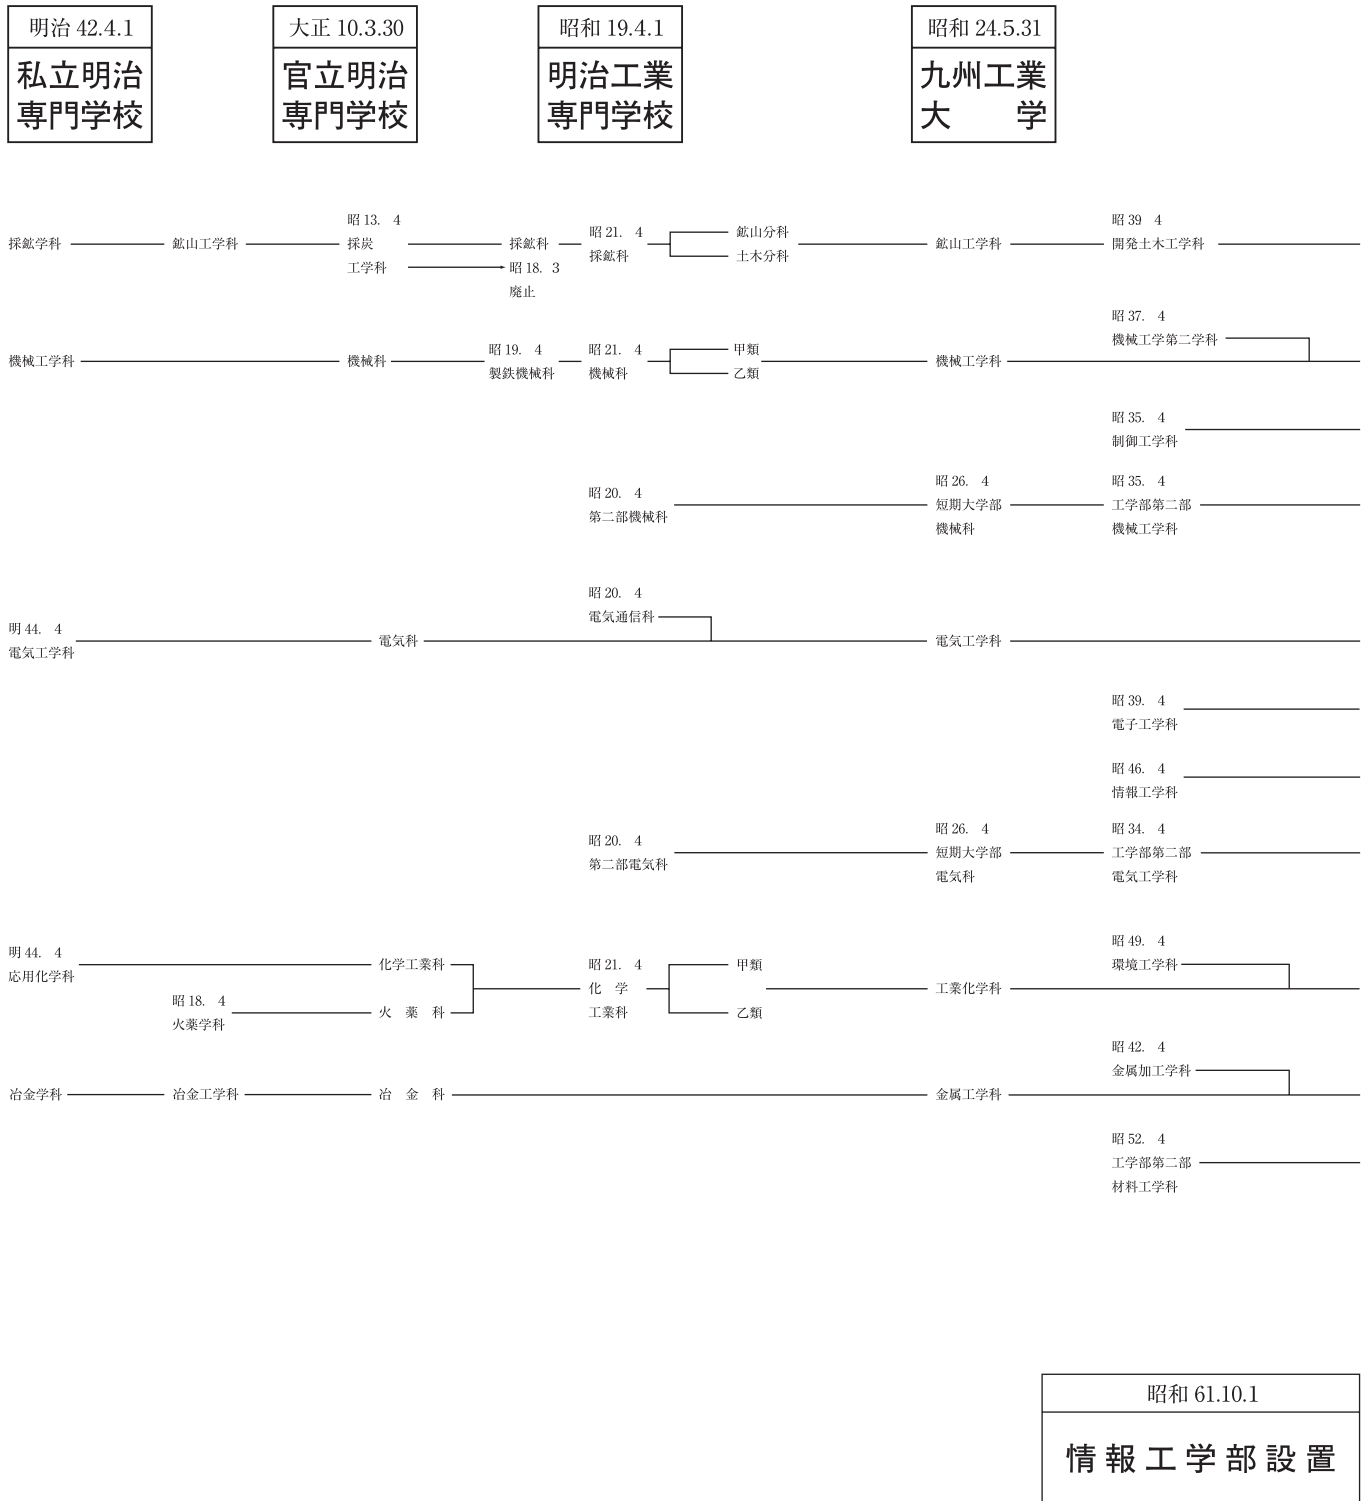 明治 42.4.1
私立明治
専門学校
大正 10.3.30
官立明治
専門学校
昭和 19.4.1
明治工業
専門学校
昭和 24.5.31
九州工業
大　　学
採鉱学科
鉱山工学科
昭 13.　4
採炭
工学科
採鉱科
昭 18. 3
廃止
昭 21.　4
採鉱科
鉱山分科
土木分科
鉱山工学科
昭 39　4
開発土木工学科
機械工学科
機械科
昭 19.　4
製鉄機械科
昭 21.　4
機械科
甲類
乙類
機械工学科
昭 37.　4
機械工学第二学科
昭 35.　4
制御工学科
昭 20.　4
第二部機械科
昭 26.　4
短期大学部
機械科
昭 35.　4
工学部第二部
機械工学科
明 44.　4
電気工学科
電気科
昭 20.　4
電気通信科
電気工学科
昭 39.　4
電子工学科
昭 46.　4
情報工学科
昭 20.　4
第二部電気科
昭 26.　4
短期大学部
電気科
昭 34.　4
工学部第二部
電気工学科
明 44.　4
応用化学科
昭 18.　4
火薬学科
化学工業科
火　薬　科
昭 21.　4
化　学
工業科
甲類
乙類
工業化学科
昭 49.　4
環境工学科
冶金学科
冶金工学科
冶　金　科
金属工学科
昭 42.　4
金属加工学科
昭 52.　4
工学部第二部
材料工学科
昭和 61.10.1
情報工学部設置